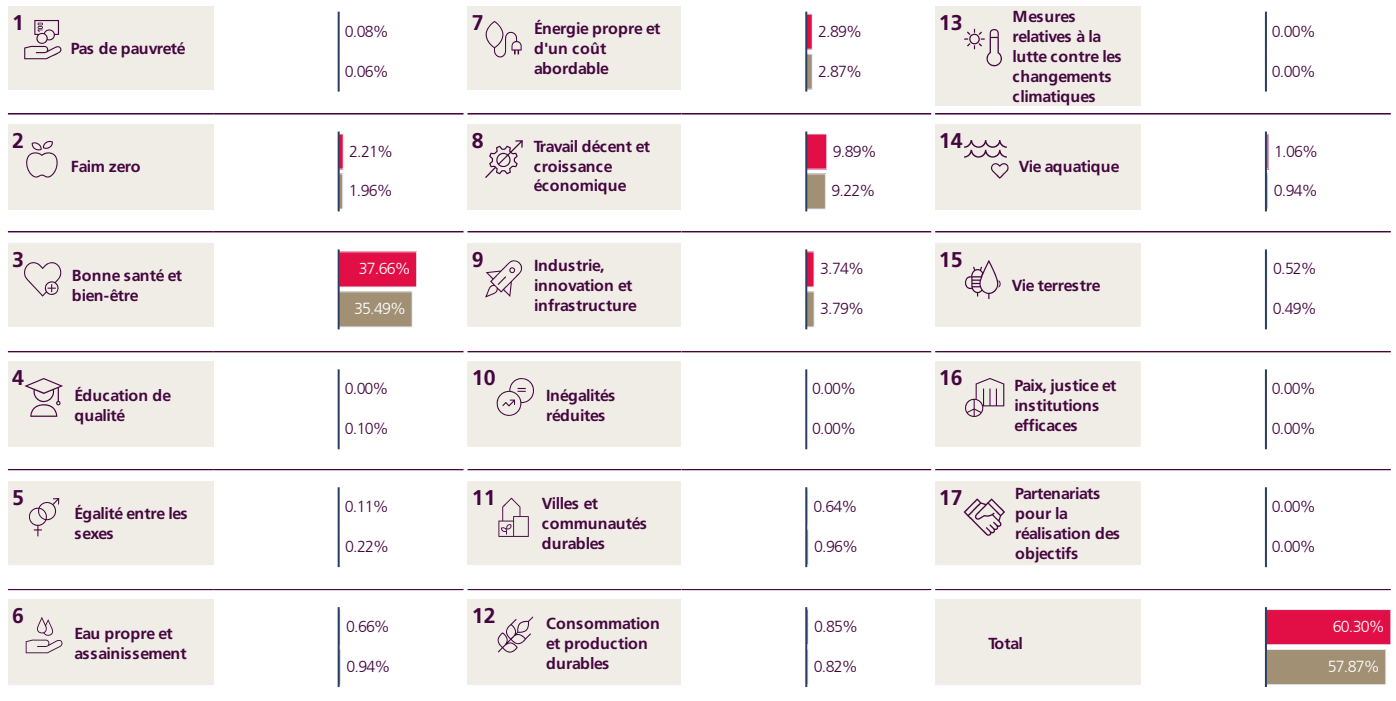 1
Pas de pauvreté
0.08%
0.06%
2
Faim zero
2.21%
1.96%
3
Bonne santé et
bien-être
37.66%
35.49%
4
Éducation de
qualité
0.00%
0.10%
5
Égalité entre les
sexes
0.11%
0.22%
6
Eau propre et
assainissement
0.66%
0.94%
7
Énergie propre et
d'un coût
abordable
2.89%
2.87%
8
Travail décent et
croissance
économique
9.89%
9.22%
9
Industrie,
innovation et
infrastructure
3.74%
3.79%
10
Inégalités
réduites
0.00%
0.00%
11
Villes et
communautés
durables
0.64%
0.96%
12
Consommation
et production
durables
0.85%
0.82%
13
Mesures
relatives à la
lutte contre les
changements
climatiques
0.00%
0.00%
14
Vie aquatique
1.06%
0.94%
15
Vie terrestre
0.52%
0.49%
16
Paix, justice et
institutions
efficaces
0.00%
0.00%
17
Partenariats
pour la
réalisation des
objectifs
0.00%
0.00%
Total
60.30%
57.87%